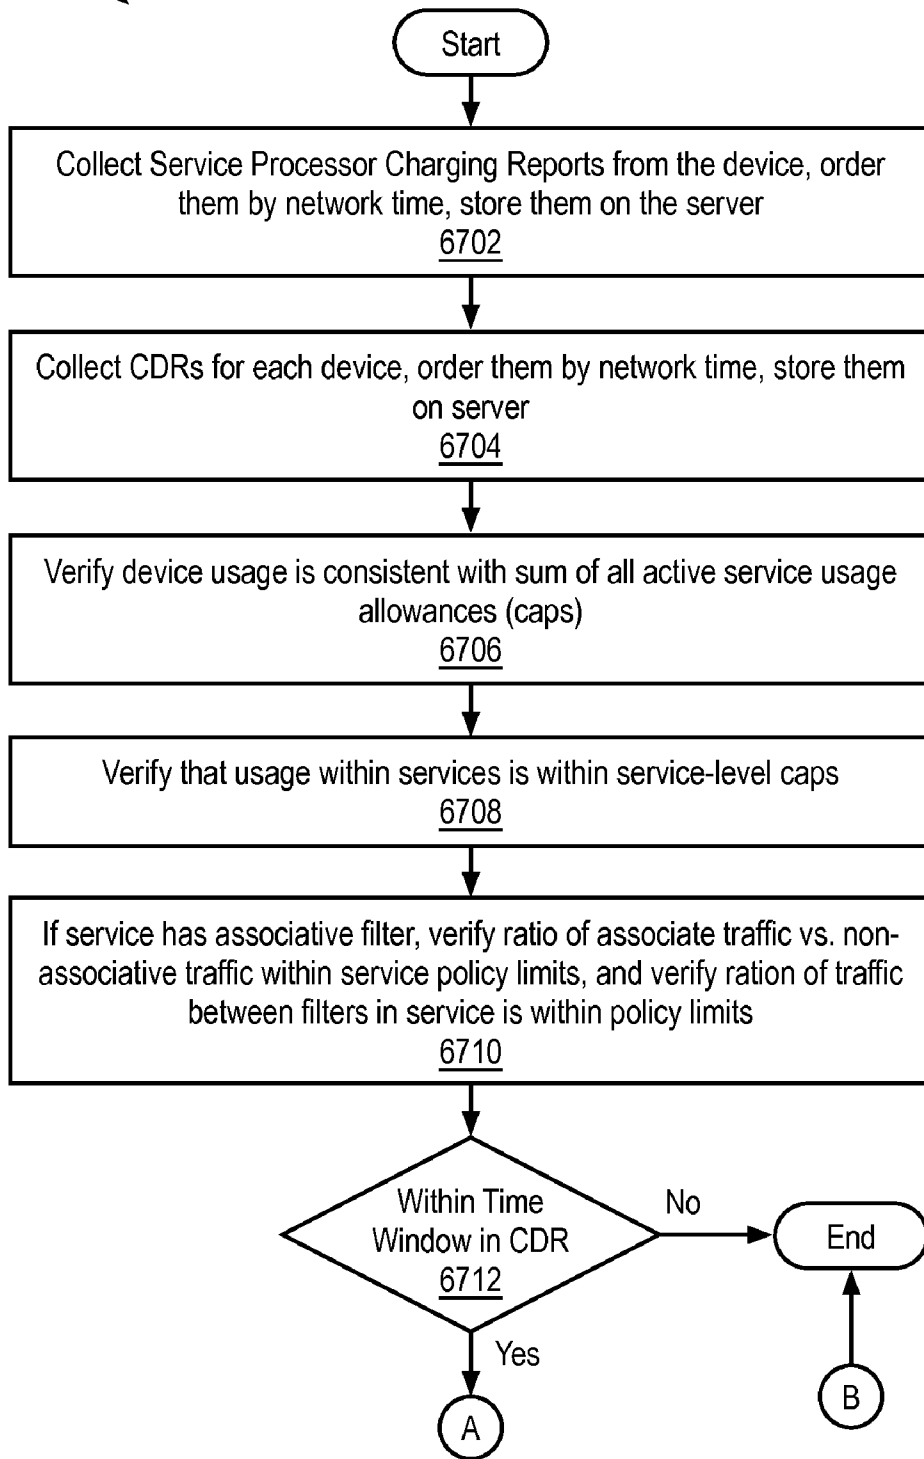 Start
Collect Service Processor Charging Reports from the device, order
them by network time, store them on the server
6702
Collect CDRs for each device, order them by network time, store them
on server
6704
Verify device usage is consistent with sum of all active service usage
allowances (caps)
6706
Verify that usage within services is within service-level caps
6708
If service has associative filter, verify ratio of associate traffic vs. non-
associative traffic within service policy limits, and verify ration of traffic
between filters in service is within policy limits
6710
Within Time
Window in CDR
6712
No
End
Yes
A
B